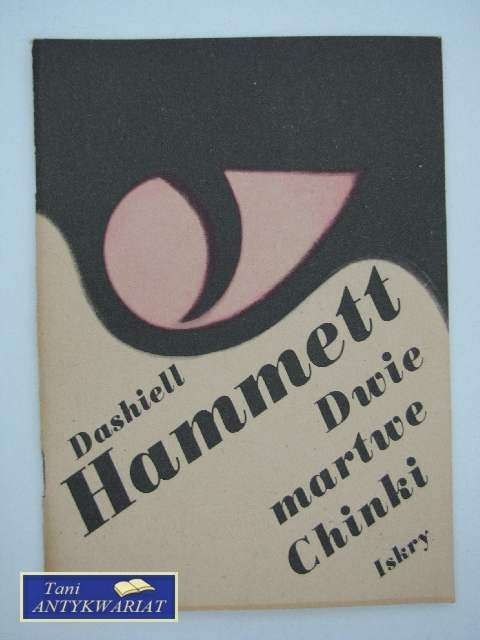 Dashiell
Hammett
Dwie
martwe
Chinki
Iskry
Tani
ANTYKWARIAT